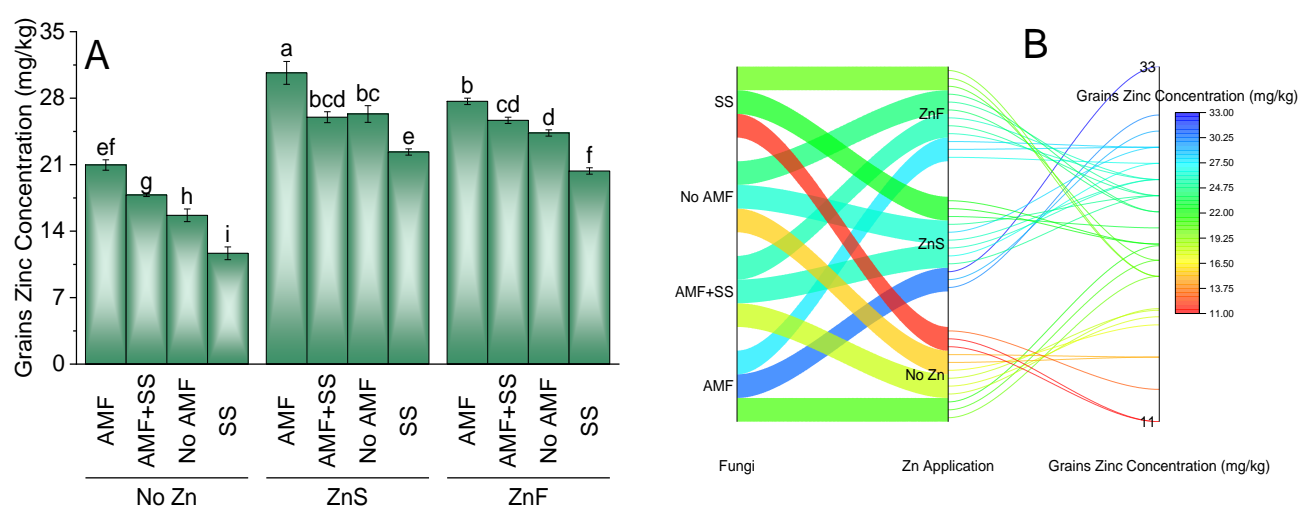 A
Grains Zinc Concentration (mg/kg)
35
28
21
14
7
0
ef
g
h
i
a
bcd
bc
e
b
cd
d
f
AMF
AMF+SS
No AMF
SS
AMF
AMF+SS
No AMF
SS
AMF
AMF+SS
No AMF
SS
No Zn
ZnS
ZnF
B
SS
No AMF
AMF+SS
AMF
ZnF
ZnS
No Zn
33
11
Grains Zinc Concentration (mg/kg)
33.00
30.25
27.50
24.75
22.00
19.25
16.50
13.75
11.00
Fungi
Zn Application
Grains Zinc Concentration (mg/kg)